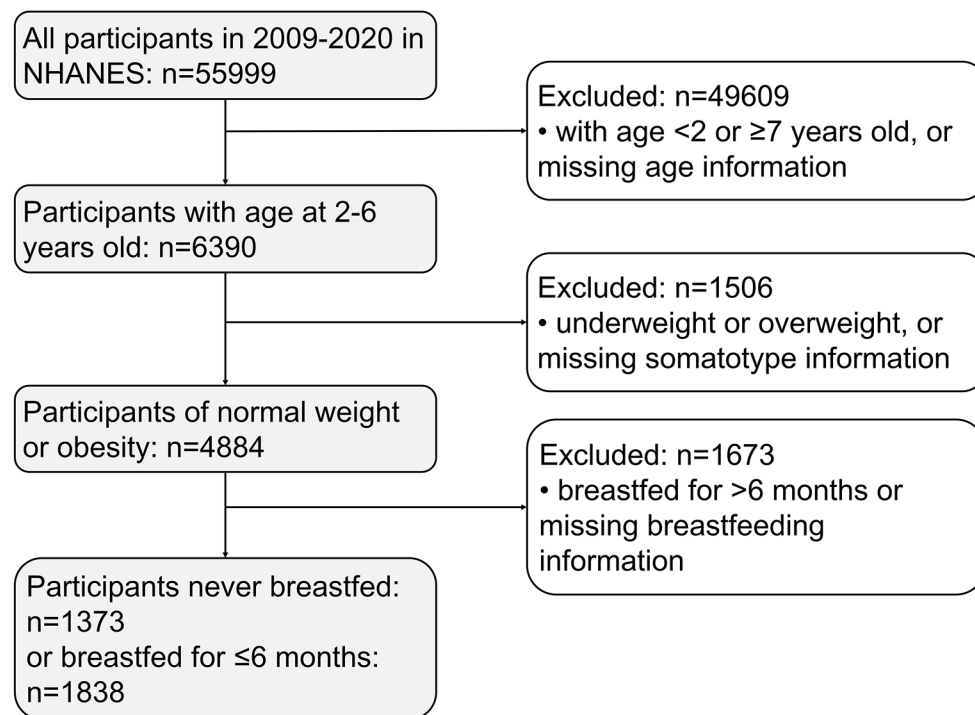 All participants in 2009-2020 in
NHANES: n=55999
Excluded: n=49609
• with age <2 or ≥7 years old, or
missing age information
Participants with age at 2-6
years old: n=6390
Excluded: n=1506
• underweight or overweight, or
missing somatotype information
Participants of normal weight
or obesity: n=4884
Excluded: n=1673
• breastfed for >6 months or
missing breastfeeding
information
Participants never breastfed:
n=1373
or breastfed for ≤6 months:
n=1838